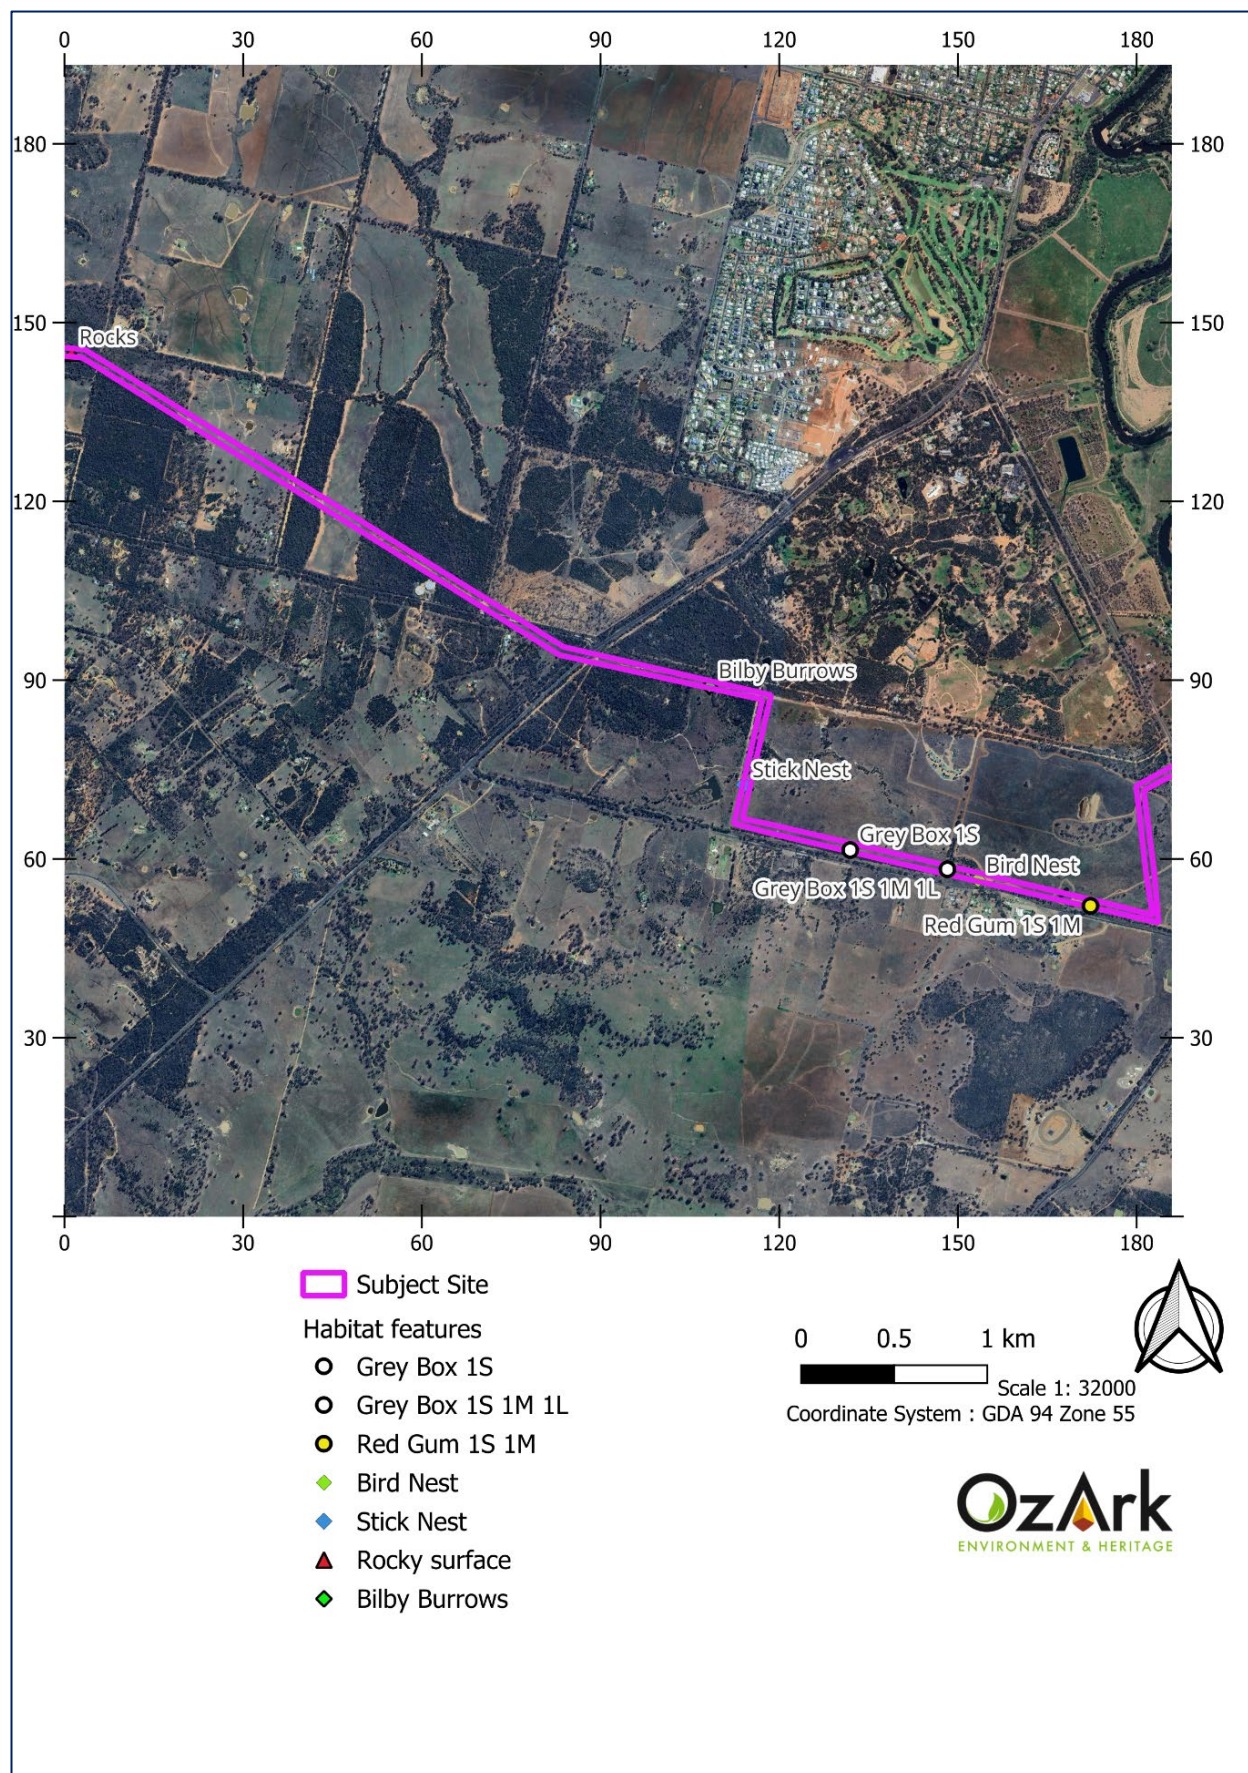 0 30 60 90 120 150 180
180 180
150 150
Rocks
120 120
Bilby Burrows
90 90
Stick Nest
Grey Box 1S
60 60
Bird Nest
Grey Box 1S 1M 1L
Red Gum 1S 1M
30 30
0 30 60 90 120 150 180
Subject Site
Habitat features
Grey Box 1S
Grey Box 1S 1M 1L
Red Gum 1S 1M
Bird Nest
Stick Nest
Rocky surface
Bilby Burrows
0 0.5 1 km
Scale 1: 32000
Coordinate System : GDA 94 Zone 55
OzArk
ENVIRONMENT & HERITAGE